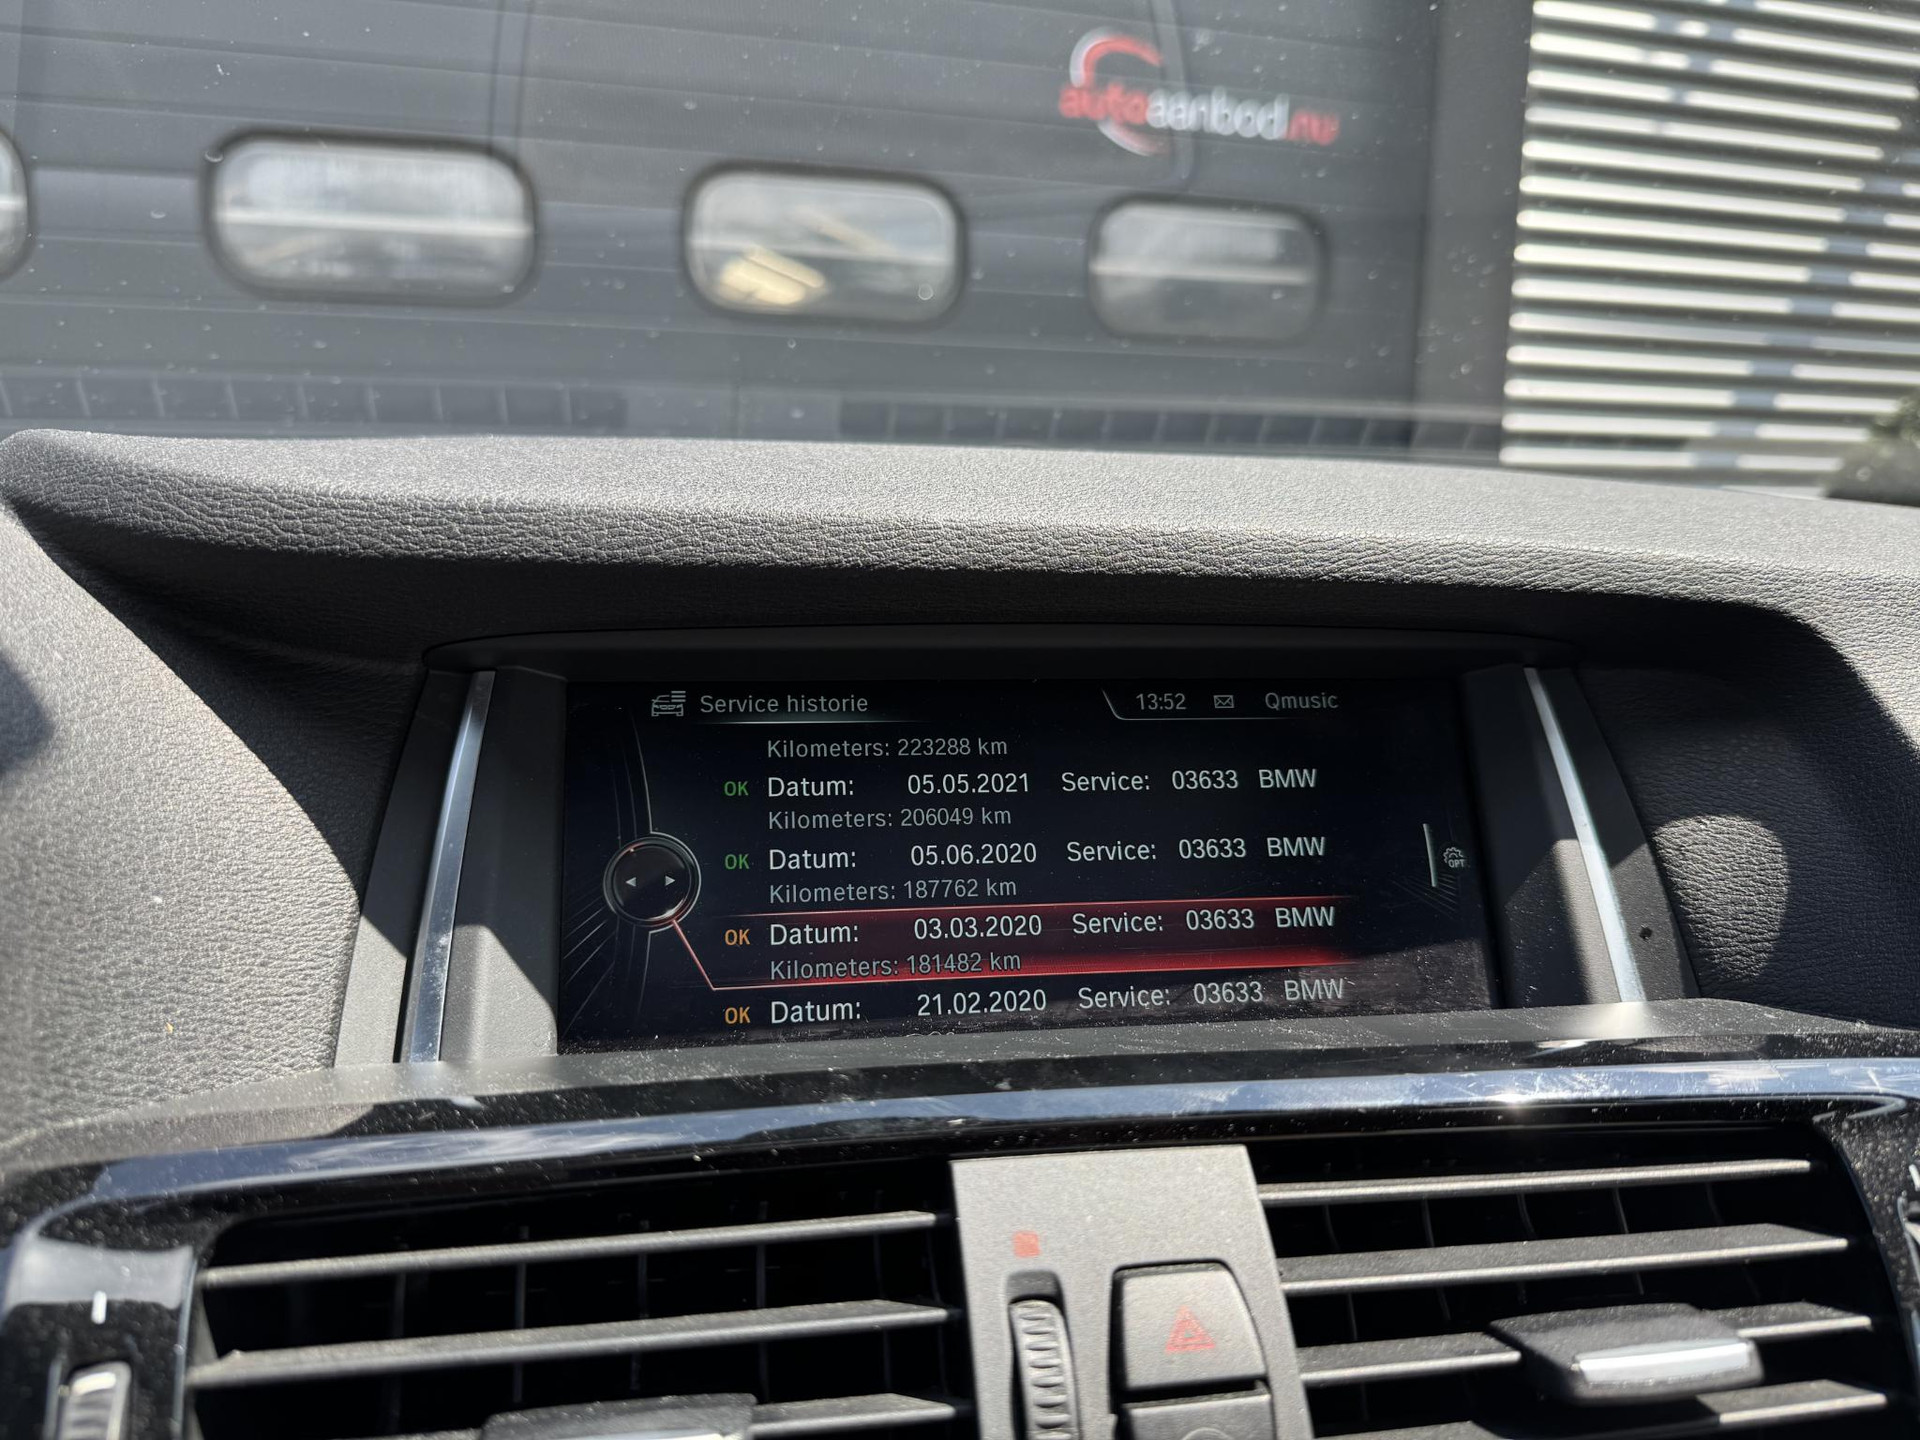 autoaanbod.nu
Service historie
13:52
Qmusic
Kilometers: 223288 km
OK Datum: 05.05.2021 Service: 03633 BMW
Kilometers: 206049 km
OK Datum: 05.06.2020 Service: 03633 BMW
Kilometers: 187762 km
OPT
OK Datum: 03.03.2020 Service: 03633 BMW
Kilometers: 181482 km
OK Datum: 21.02.2020 Service: 03633 BMW